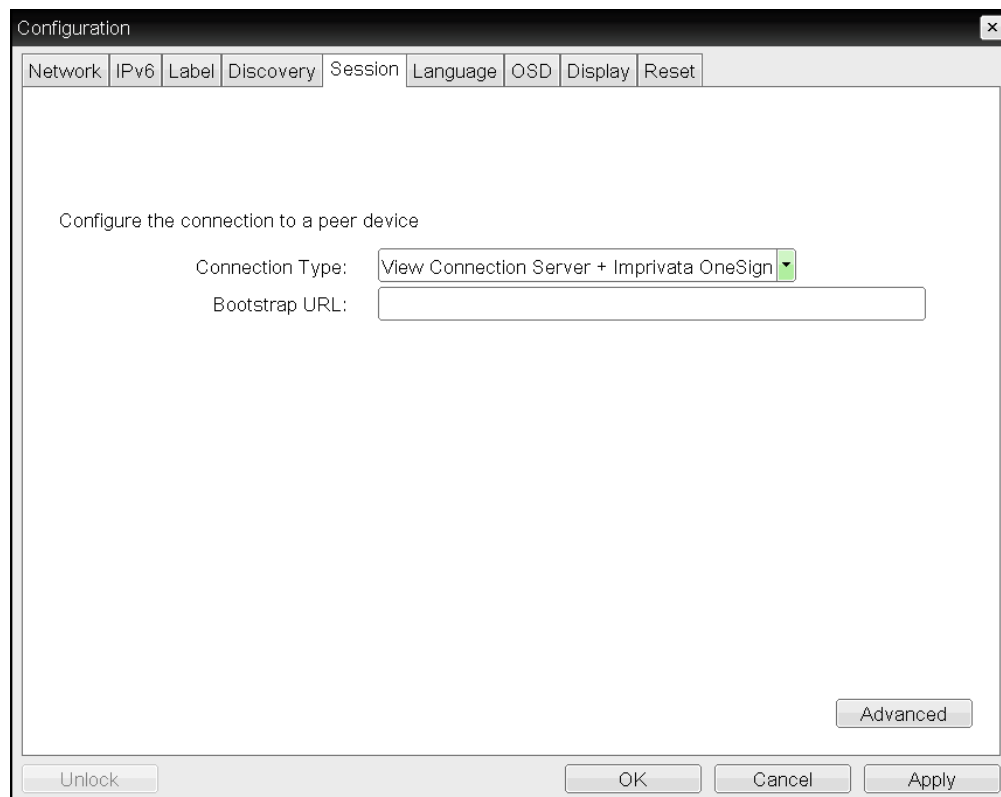 Configuration
Network IPv6 Label Discovery Session Language OSD Display Reset
Configure the connection to a peer device
Connection Type: View Connection Server + Imprivata OneSign
Bootstrap URL:
Advanced
Unlock OK Cancel Apply